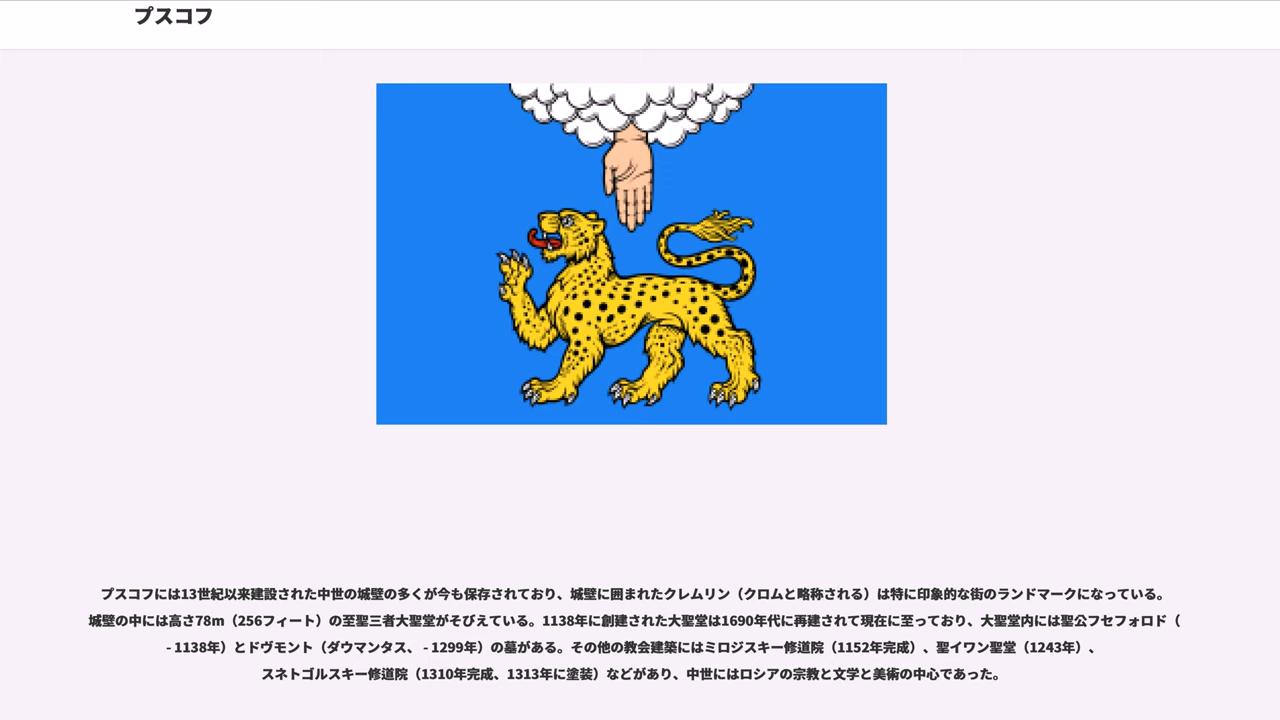 プスコフ
プスコフには13世紀以来建設された中世の城壁の多くが今も保存されており、城壁に囲まれたクレムリン（クロムと略称される）は特に印象的な街のランドマークになっている。
城壁の中には高さ78m（256フィート）の至聖三者大聖堂がそびえている。1138年に創建された大聖堂は1690年代に再建されて現在に至っており、大聖堂内には聖公フセフォロド（
- 1138年）とドヴモント（ダウマンタス、 - 1299年）の墓がある。その他の教会建築にはミロジスキー修道院（1152年完成）、聖イワン聖堂（1243年）、
スネトゴルスキー修道院（1310年完成、1313年に塗装）などがあり、中世にはロシアの宗教と文学と美術の中心であった。